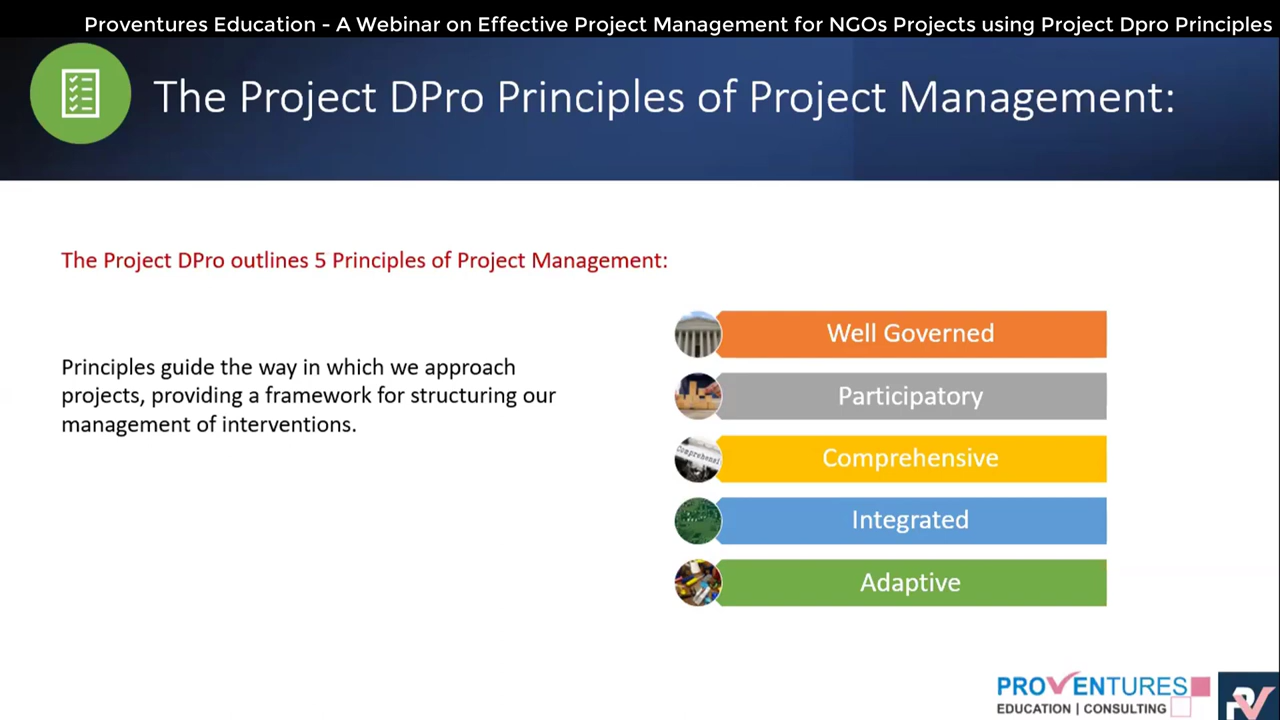 Proventures Education - A Webinar on Effective Project Management for NGOs Projects using Project Dpro Principles
The Project DPro Principles of Project Management:
The Project DPro outlines 5 Principles of Project Management:
Principles guide the way in which we approach
projects, providing a framework for structuring our
management of interventions.
Well Governed
Participatory
Comprehensive
Integrated
Adaptive
PROVENTURES
EDUCATION | CONSULTING
PV